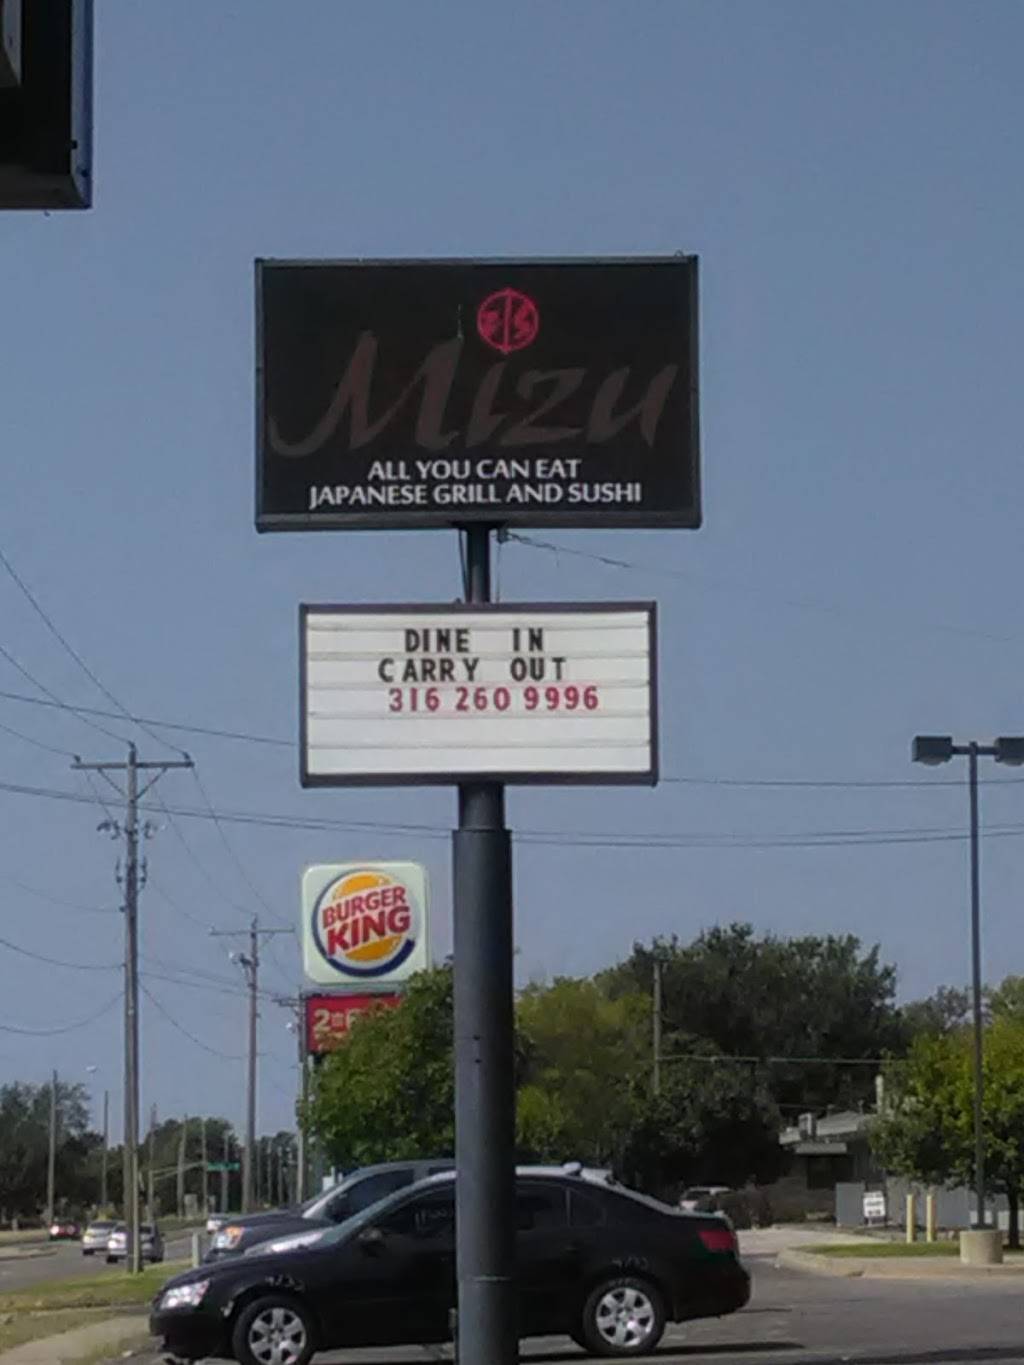 Mizu
ALL YOU CAN EAT
JAPANESE GRILL AND SUSHI
DINE IN
CARRY OUT
316 260 9996
BURGER
KING